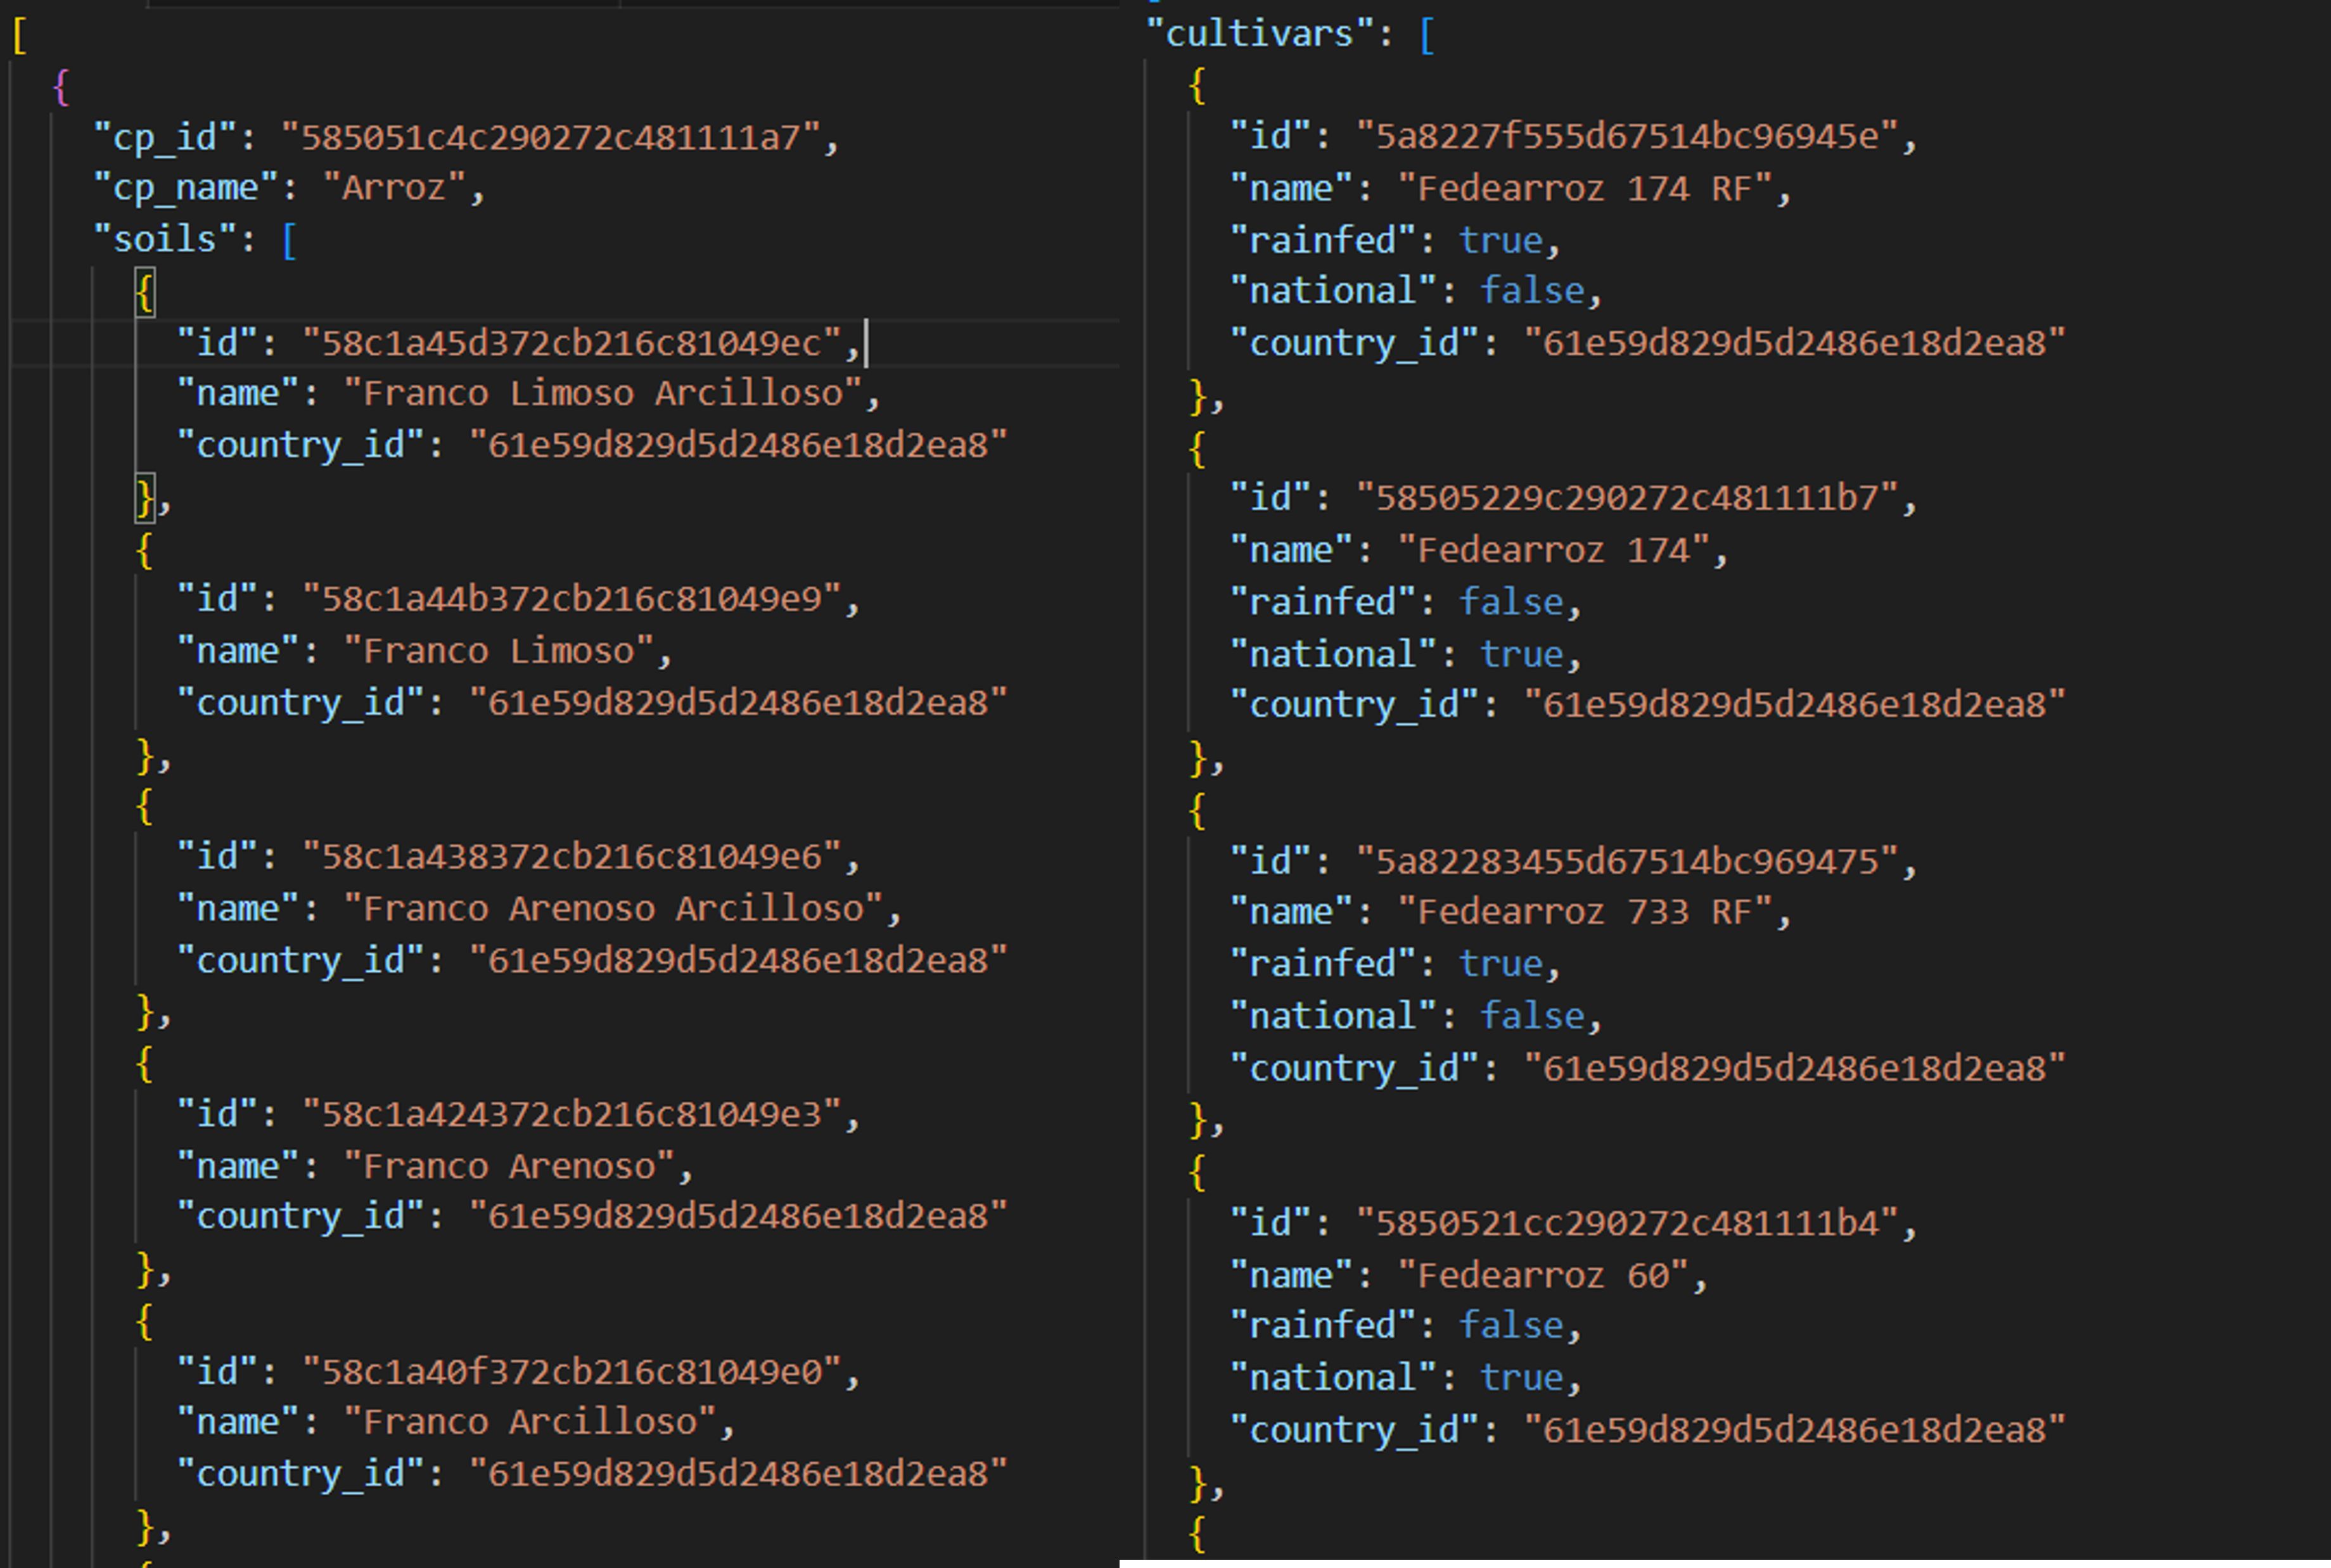 [
{
"cp_id": "585051c4c290272c481111a7",
"cp_name": "Arroz",
"soils": [
{
"id": "58c1a45d372cb216c81049ec",
"name": "Franco Limoso Arcilloso",
"country_id": "61e59d829d5d2486e18d2ea8"
},
{
"id": "58c1a44b372cb216c81049e9",
"name": "Franco Limoso",
"country_id": "61e59d829d5d2486e18d2ea8"
},
{
"id": "58c1a438372cb216c81049e6",
"name": "Franco Arenoso Arcilloso",
"country_id": "61e59d829d5d2486e18d2ea8"
},
{
"id": "58c1a424372cb216c81049e3",
"name": "Franco Arenoso",
"country_id": "61e59d829d5d2486e18d2ea8"
},
{
"id": "58c1a40f372cb216c81049e0",
"name": "Franco Arcilloso",
"country_id": "61e59d829d5d2486e18d2ea8"
},
"cultivars": [
{
"id": "5a8227f555d67514bc96945e",
"name": "Fedearroz 174 RF",
"rainfed": true,
"national": false,
"country_id": "61e59d829d5d2486e18d2ea8"
},
{
"id": "58505229c290272c481111b7",
"name": "Fedearroz 174",
"rainfed": false,
"national": true,
"country_id": "61e59d829d5d2486e18d2ea8"
},
{
"id": "5a82283455d67514bc969475",
"name": "Fedearroz 733 RF",
"rainfed": true,
"national": false,
"country_id": "61e59d829d5d2486e18d2ea8"
},
{
"id": "5850521cc290272c481111b4",
"name": "Fedearroz 60",
"rainfed": false,
"national": true,
"country_id": "61e59d829d5d2486e18d2ea8"
},
{